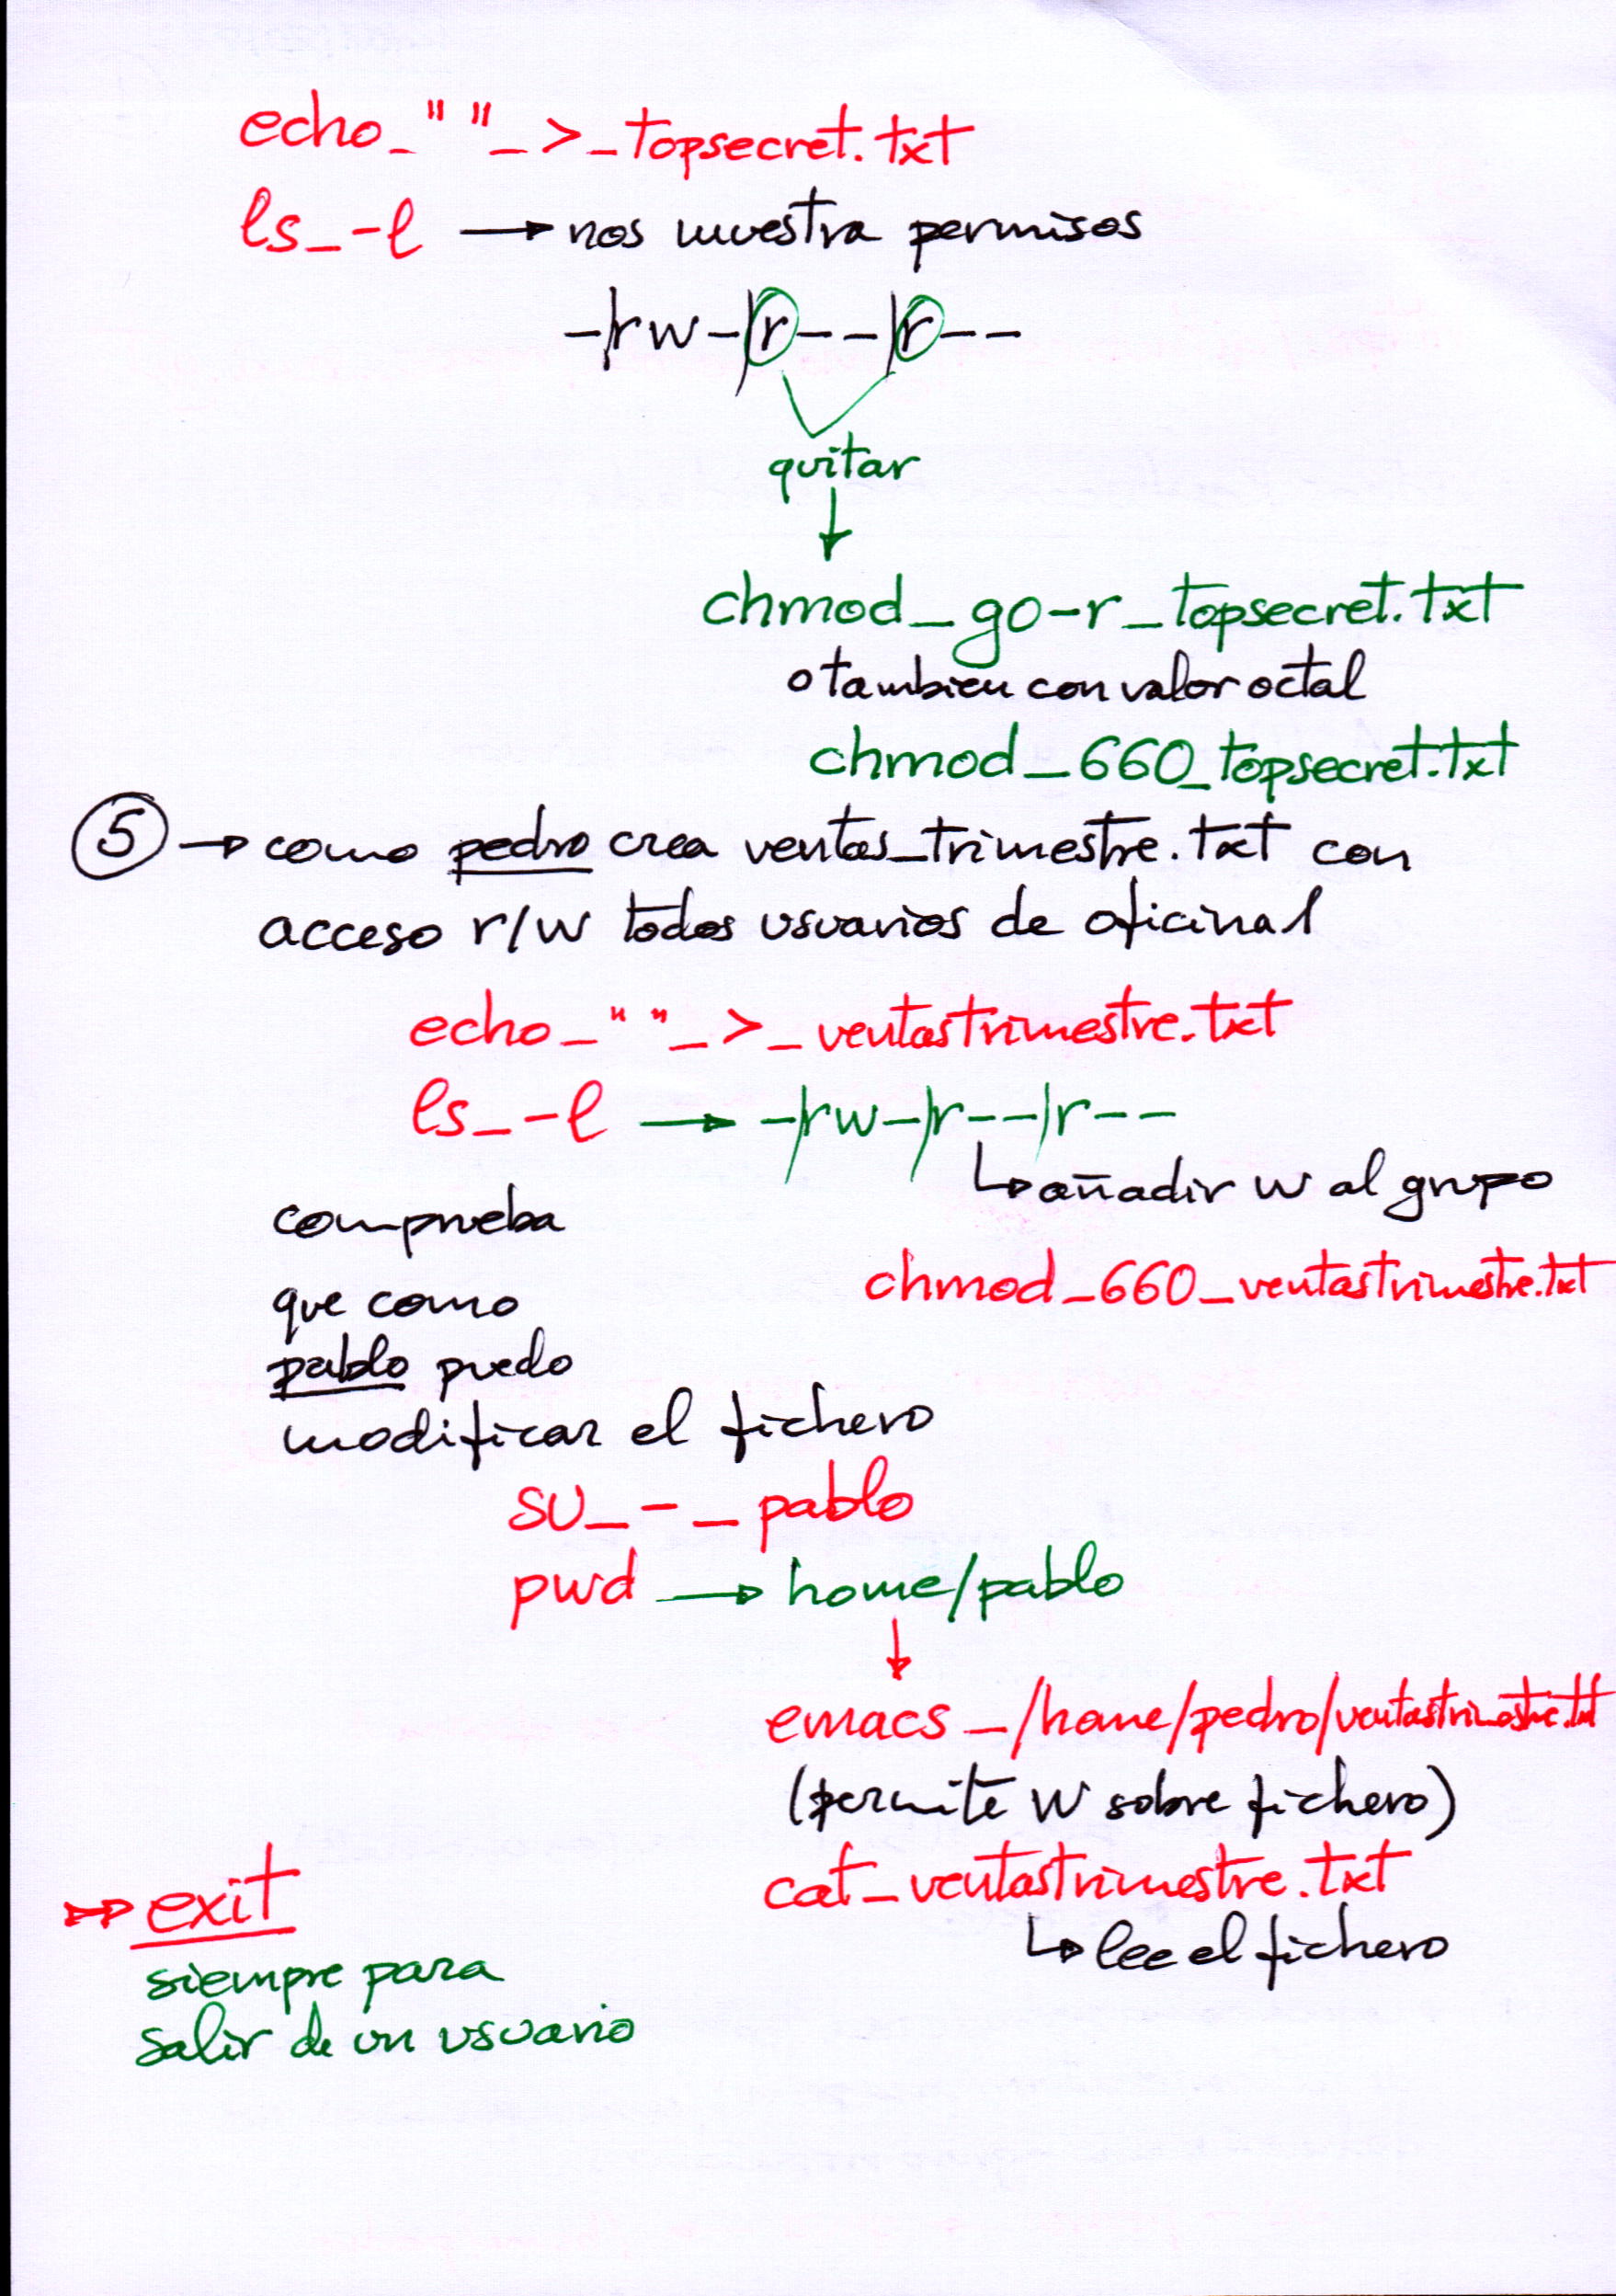 echo_" "_>_topsecret.txt
ls_-l → nos muestra permisos
-|rw-|r--|r--
quitar
↓
chmod_go-r_topsecret.txt
o tambien con valor octal
chmod_660_topsecret.txt
⑤ → como pedro crea ventas_trimestre.txt con
acceso r/w todos usuarios de oficina1
echo_" "_>_ventastrimestre.txt
ls_-l → -|rw-|r--|r--
↳ añadir w al grupo
comprueba
chmod_660_ventastrimestre.txt
que como
pablo puedo
modificar el fichero
su_-_pablo
pwd → home/pablo
↓
emacs_/home/pedro/ventastrimestre.txt
(permite w sobre fichero)
cat_ventastrimestre.txt
⇒ exit
↳ lee el fichero
siempre para
salir de un usuario